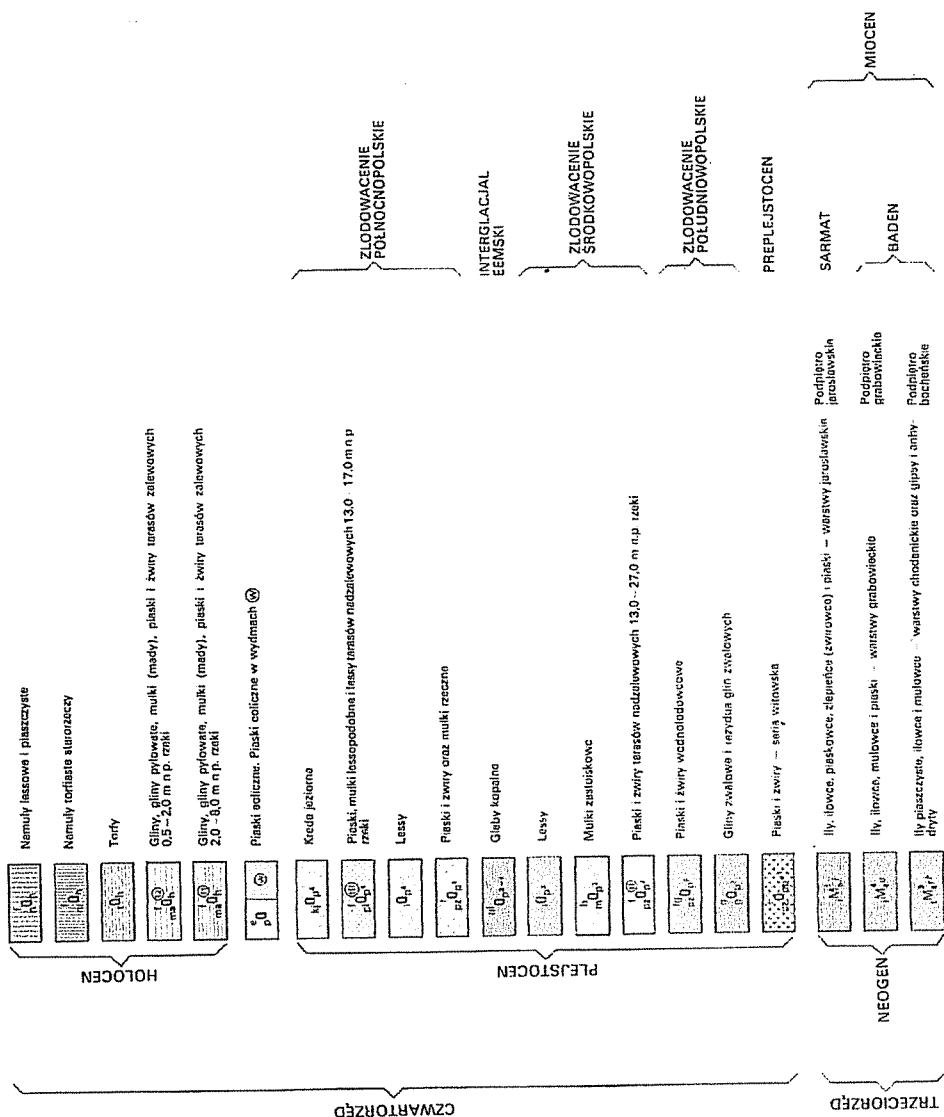 CZWARTORZĘD
HOLOCEN
Namuły lessowe i piaszczyste
Namuły torfiaste starorzeczy
Torfy
Gliny, gliny pylowate, mułki (mady), piaski i żwiry tarasów zalewowych
0,5 – 2,0 m n.p. rzeki
Gliny, gliny pylowate, mułki (mady), piaski i żwiry tarasów zalewowych
2,0 – 8,0 m n.p. rzeki
Piaski eoliczne. Piaski eoliczne w wydmach w
PLEJSTOCEN
Kreda jeziorna
Piaski, mułki lessopodobne i lessy tarasów nadzalewowych 13,0 – 17,0 m n.p.
rzeki
Lessy
Piaski i żwiry oraz mułki rzeczne
ZLODOWACENIE
PÓŁNOCNOPOLSKIE
Gleby kopalne
INTERGLACJAŁ
EEMSKI
Lessy
Mułki zastoiskowe
Piaski i żwiry tarasów nadzalewowych 13,0 – 27,0 m n.p. rzeki
ZLODOWACENIE
ŚRODKOWOPOLSKIE
Piaski i żwiry wodnolodowcowe
Gliny zwałowe i rezydua glin zwałowych
ZLODOWACENIE
POŁUDNIOWOPOLSKIE
Piaski i żwiry – seria witowska
PREPLEJSTOCEN
TRZECIORZĘD
NEOGEN
Iły, iłowce, piaskowce, zlepieńce (żwirowce) i piaski – warstwy jarosławskie
Podpiętro
jarosławskie
SARMAT
Iły, iłowce, mułowce i piaski – warstwy grabowieckie
Podpiętro
grabowieckie
Iły piaszczyste, iłowce i mułowce – warstwy chodenickie oraz gipsy i anhy-
dryty
Podpiętro
bocheńskie
BADEN
MIOCEN